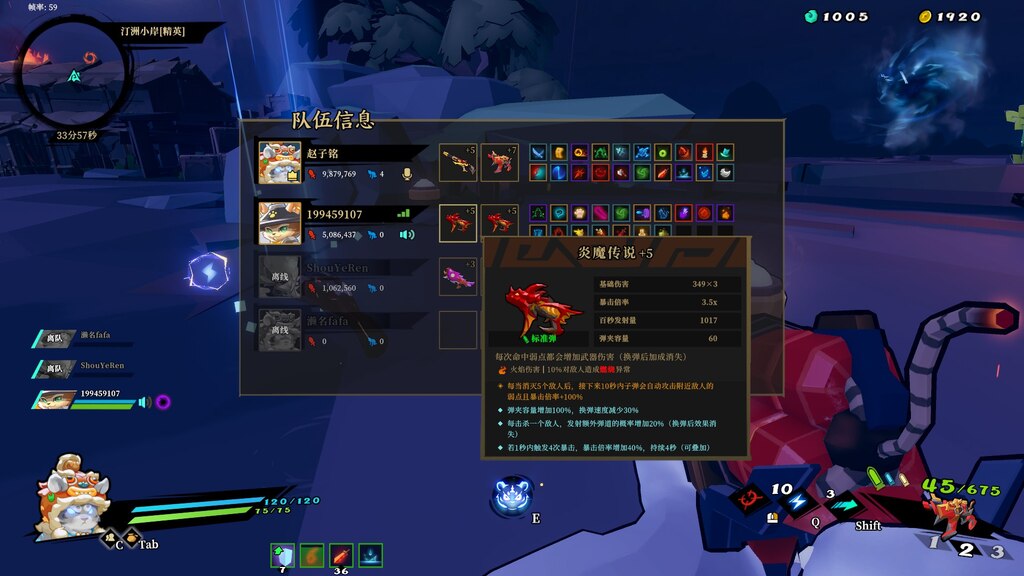 帧率: 59
汀洲小岸[精英]
33分57秒
1005
1920
队伍信息
赵子铭
9,879,769
4
+5
+7
199459107
5,086,437
0
+5
+5
离线
ShouYeRen
1,062,560
0
+3
离线
濑名fafa
0
0
炎魔传说 +5
基础伤害 349×3
暴击倍率 3.5x
百秒发射量 1017
弹夹容量 60
标准弹
每次命中弱点都会增加武器伤害（换弹后加成消失）
火焰伤害 | 10%对敌人造成燃烧异常
每当消灭5个敌人后，接下来10秒内子弹会自动攻击附近敌人的
弱点且暴击倍率+100%
弹夹容量增加100%，换弹速度减少30%
每击杀一个敌人，发射额外弹道的概率增加20%（换弹后效果消
失）
若1秒内触发4次暴击，暴击倍率增加40%，持续4秒（可叠加）
离队
濑名fafa
离队
ShouYeRen
199459107
120/120
75/75
C
Tab
7
36
E
10
3
Q
Shift
45/675
1
2
3